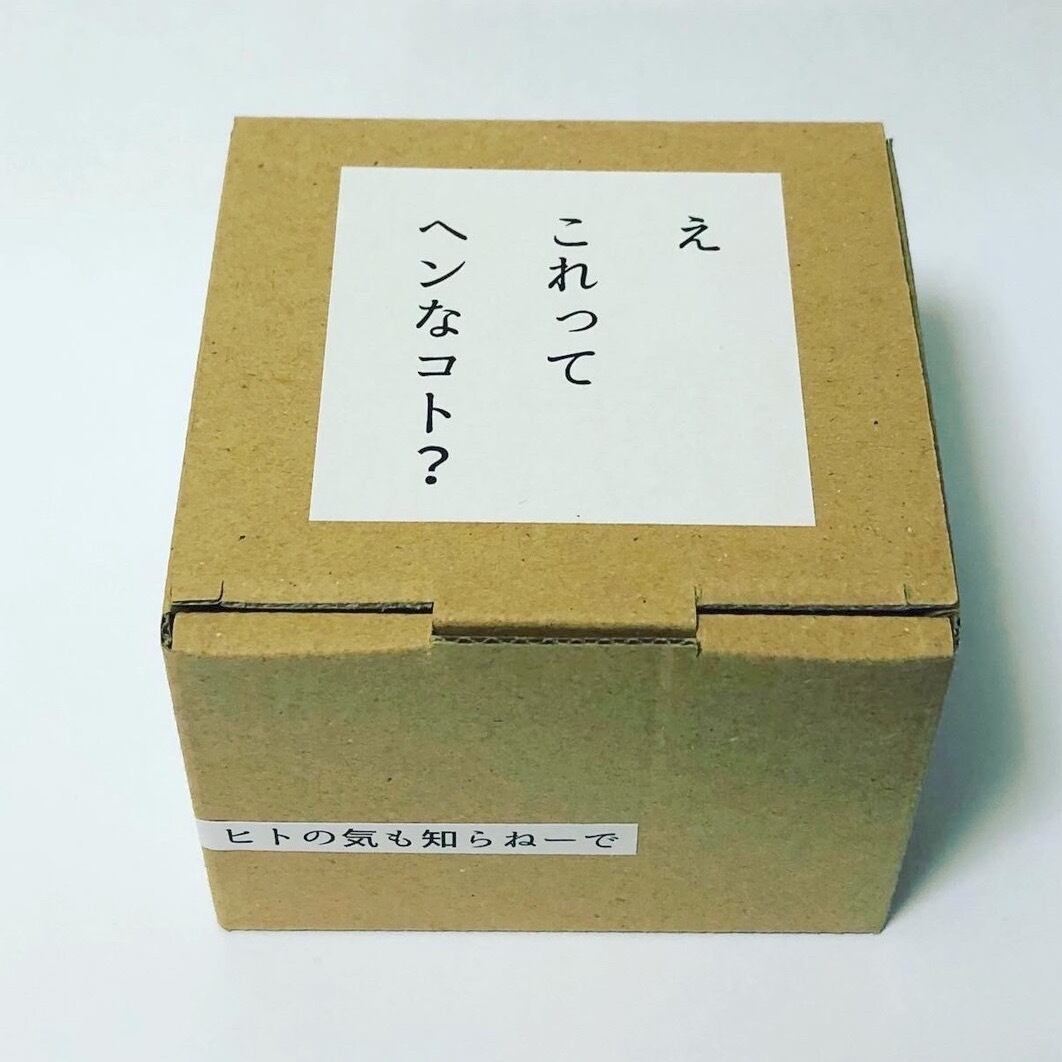 え
これって
ヘンなコト？
ヒトの気も知らねーで